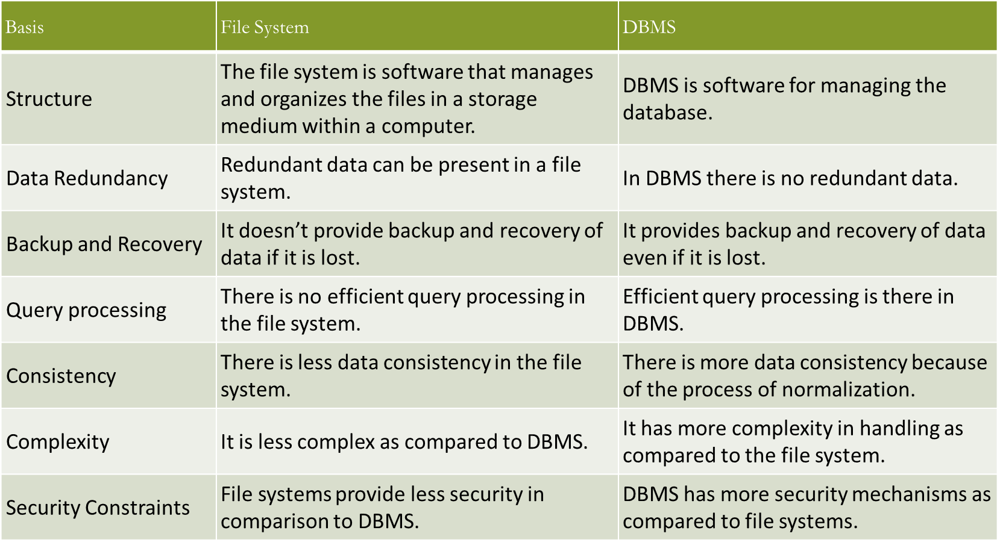 Basis
File System
DBMS
Structure
The file system is software that manages
and organizes the files in a storage
medium within a computer.
DBMS is software for managing the
database.
Data Redundancy
Redundant data can be present in a file
system.
In DBMS there is no redundant data.
Backup and Recovery
It doesn’t provide backup and recovery of
data if it is lost.
It provides backup and recovery of data
even if it is lost.
Query processing
There is no efficient query processing in
the file system.
Efficient query processing is there in
DBMS.
Consistency
There is less data consistency in the file
system.
There is more data consistency because
of the process of normalization.
Complexity
It is less complex as compared to DBMS.
It has more complexity in handling as
compared to the file system.
Security Constraints
File systems provide less security in
comparison to DBMS.
DBMS has more security mechanisms as
compared to file systems.